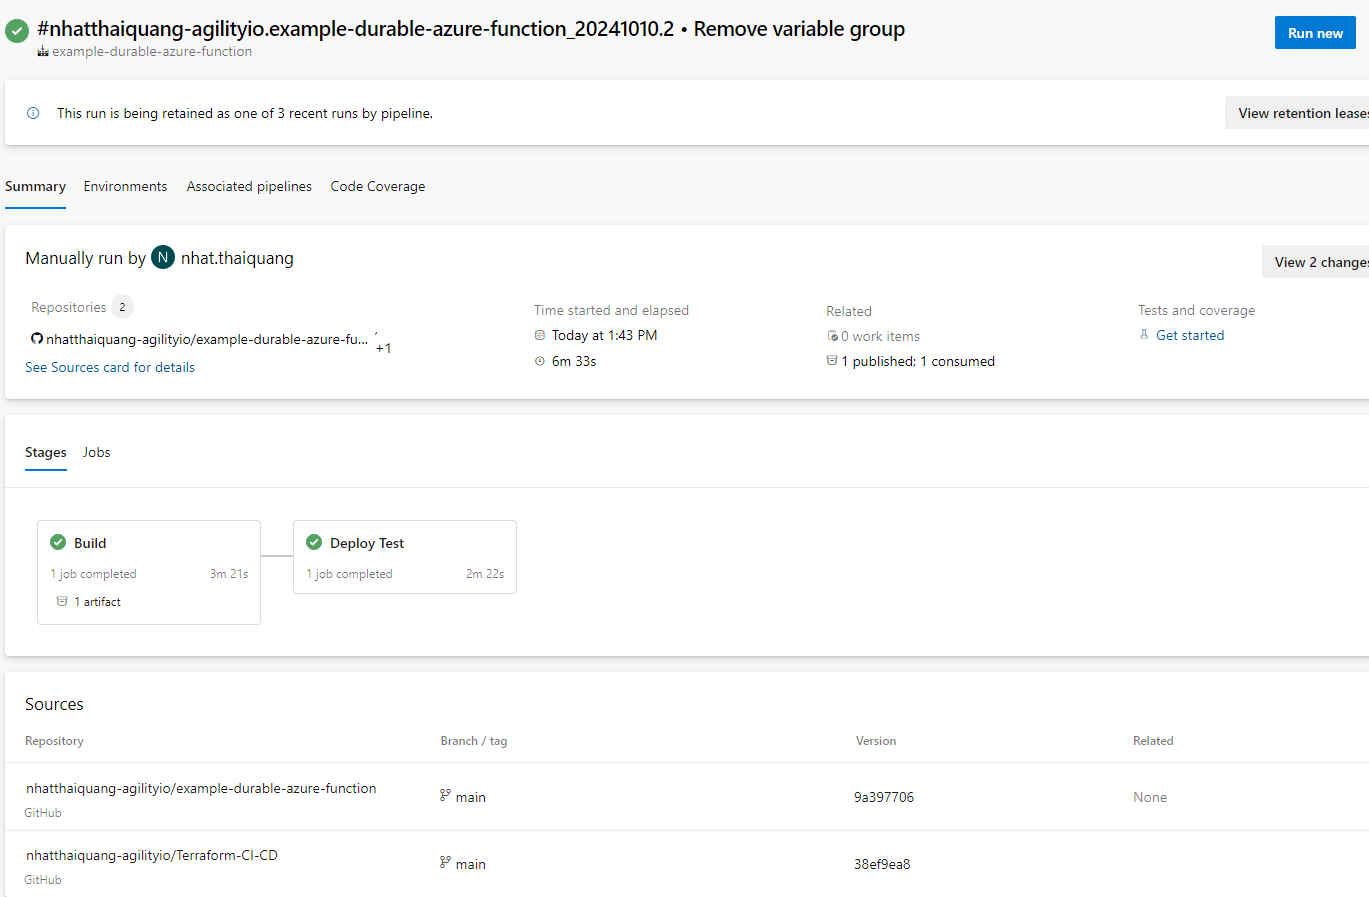 #nhatthaiquang-agilityio.example-durable-azure-function_20241010.2 • Remove variable group
Run new
example-durable-azure-function
This run is being retained as one of 3 recent runs by pipeline.
View retention leases
Summary Environments Associated pipelines Code Coverage
Manually run by N nhat.thaiquang
View 2 changes
Repositories 2
nhatthaiquang-agilityio/example-durable-azure-fu... , +1
See Sources card for details
Time started and elapsed
Today at 1:43 PM
6m 33s
Related
0 work items
1 published; 1 consumed
Tests and coverage
Get started
Stages Jobs
Build
1 job completed 3m 21s
1 artifact
Deploy Test
1 job completed 2m 22s
Sources
Repository Branch / tag Version Related
nhatthaiquang-agilityio/example-durable-azure-function
GitHub
main 9a397706 None
nhatthaiquang-agilityio/Terraform-CI-CD
GitHub
main 38ef9ea8